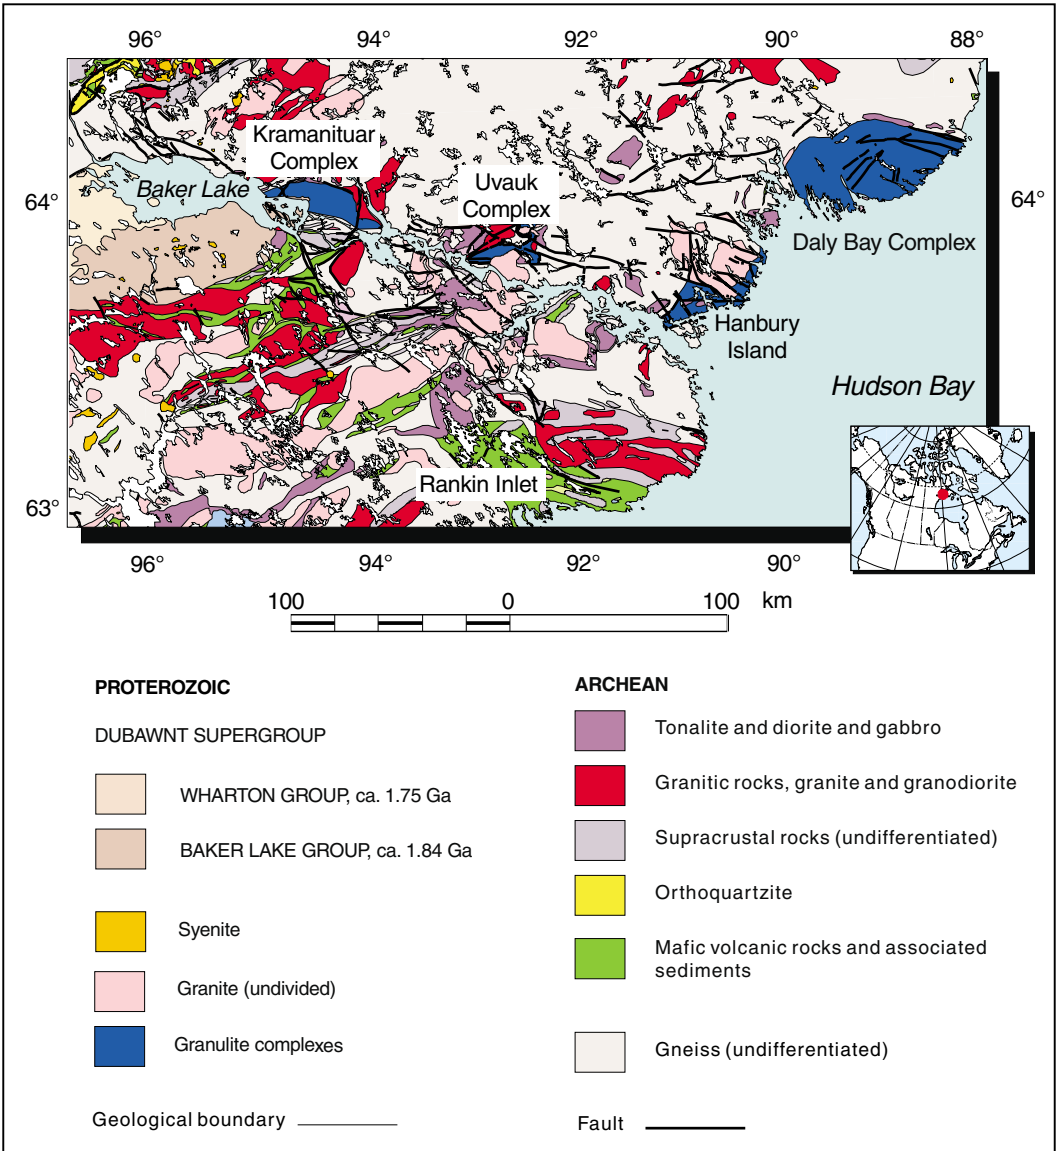 96° 94° 92° 90° 88°
Kramanituar
Complex
Baker Lake
Uvauk
Complex
64°
64°
Daly Bay Complex
Hanbury
Island
Hudson Bay
Rankin Inlet
63°
96° 94° 92° 90°
100 0 100 km
PROTEROZOIC
DUBAWNT SUPERGROUP
WHARTON GROUP, ca. 1.75 Ga
BAKER LAKE GROUP, ca. 1.84 Ga
Syenite
Granite (undivided)
Granulite complexes
Geological boundary
ARCHEAN
Tonalite and diorite and gabbro
Granitic rocks, granite and granodiorite
Supracrustal rocks (undifferentiated)
Orthoquartzite
Mafic volcanic rocks and associated
sediments
Gneiss (undifferentiated)
Fault